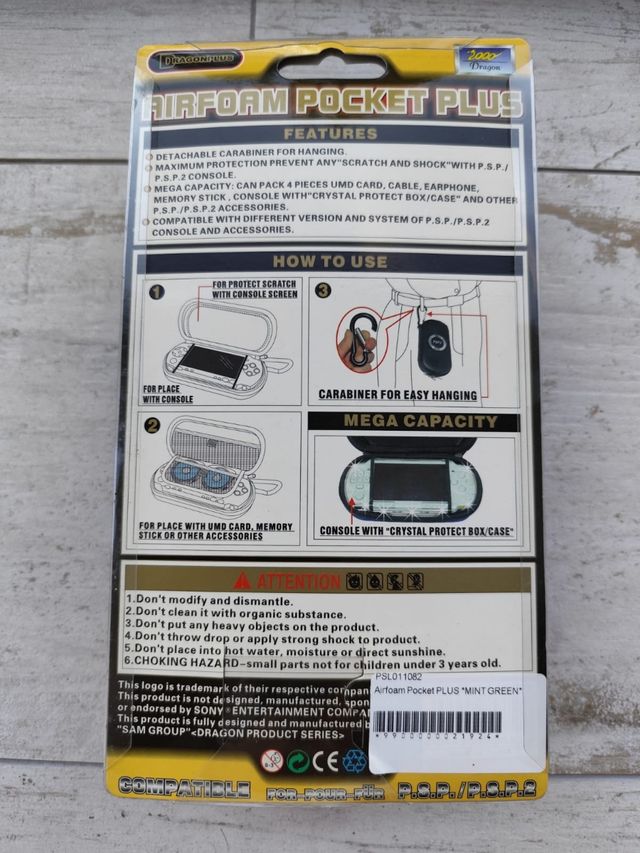 DRAGONPLUS
2000
Dragon
AIRFOAM POCKET PLUS
FEATURES
DETACHABLE CARABINER FOR HANGING.
MAXIMUM PROTECTION PREVENT ANY"SCRATCH AND SHOCK"WITH P.S.P./
P.S.P.2 CONSOLE.
MEGA CAPACITY: CAN PACK 4 PIECES UMD CARD, CABLE, EARPHONE,
MEMORY STICK , CONSOLE WITH"CRYSTAL PROTECT BOX/CASE" AND OTHER
P.S.P./P.S.P.2 ACCESSORIES.
COMPATIBLE WITH DIFFERENT VERSION AND SYSTEM OF P.S.P./P.S.P.2
CONSOLE AND ACCESSORIES.
HOW TO USE
1
FOR PROTECT SCRATCH
WITH CONSOLE SCREEN
FOR PLACE
WITH CONSOLE
3
CARABINER FOR EASY HANGING
2
FOR PLACE WITH UMD CARD, MEMORY
STICK OR OTHER ACCESSORIES
MEGA CAPACITY
CONSOLE WITH "CRYSTAL PROTECT BOX/CASE"
ATTENTION
1.Don't modify and dismantle.
2.Don't clean it with organic substance.
3.Don't put any heavy objects on the product.
4.Don't throw drop or apply strong shock to product.
5.Don't place into hot water, moisture or direct sunshine.
6.CHOKING HAZARD-small parts not for children under 3 years old.
This logo is trademark of their respective
This product is not designed, manufactured,
or endorsed by SONY ENTERTAINMENT
This product is fully designed and manufactured
"SAM GROUP"<DRAGON PRODUCT SERIES>
PSL011082
Airfoam Pocket PLUS *MINT GREEN*
*990000021924*
0-3
CE
COMPATIBLE FOR-POUR-FÜR P.S.P./P.S.P.2